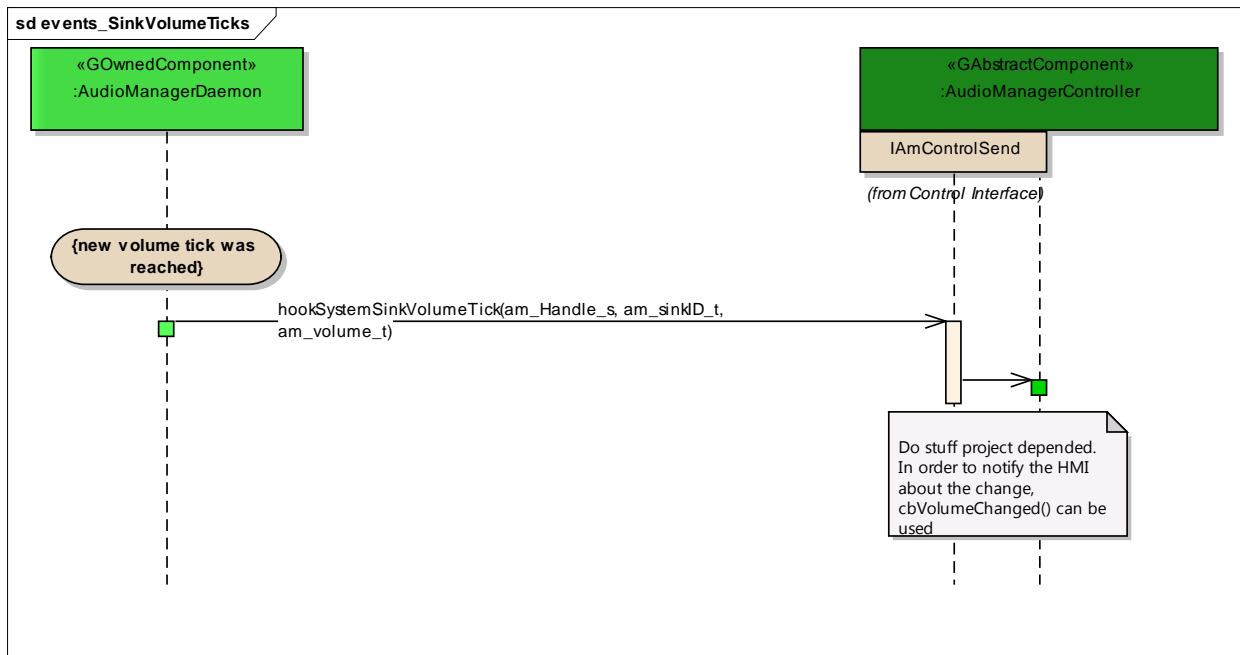 sd events_SinkVolumeTicks
«GOwnedComponent»
:AudioManagerDaemon
«GAbstractComponent»
:AudioManagerController
IAmControlSend
(from Control Interface)
{new volume tick was
reached}
hookSystemSinkVolumeTick(am_Handle_s, am_sinkID_t,
am_volume_t)
Do stuff project depended.
In order to notify the HMI
about the change,
cbVolumeChanged() can be
used